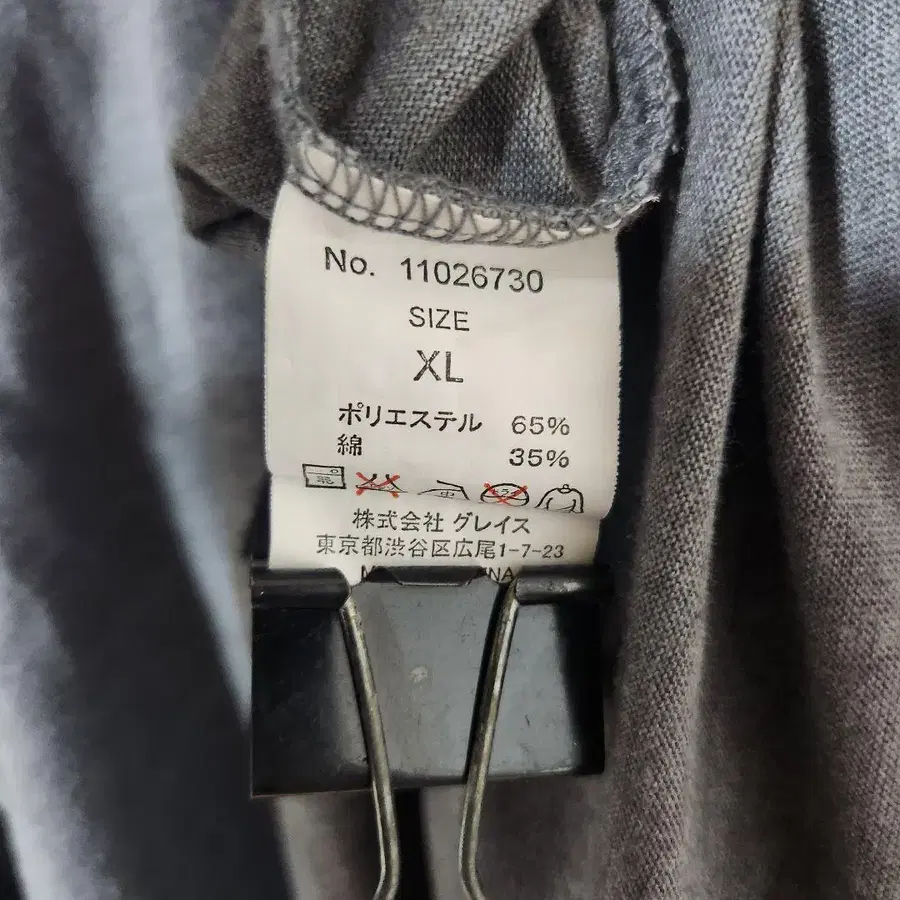 No. 11026730
SIZE
XL
ポリエステル 65%
綿 35%
株式会社 グレイス
東京都渋谷区広尾1-7-23